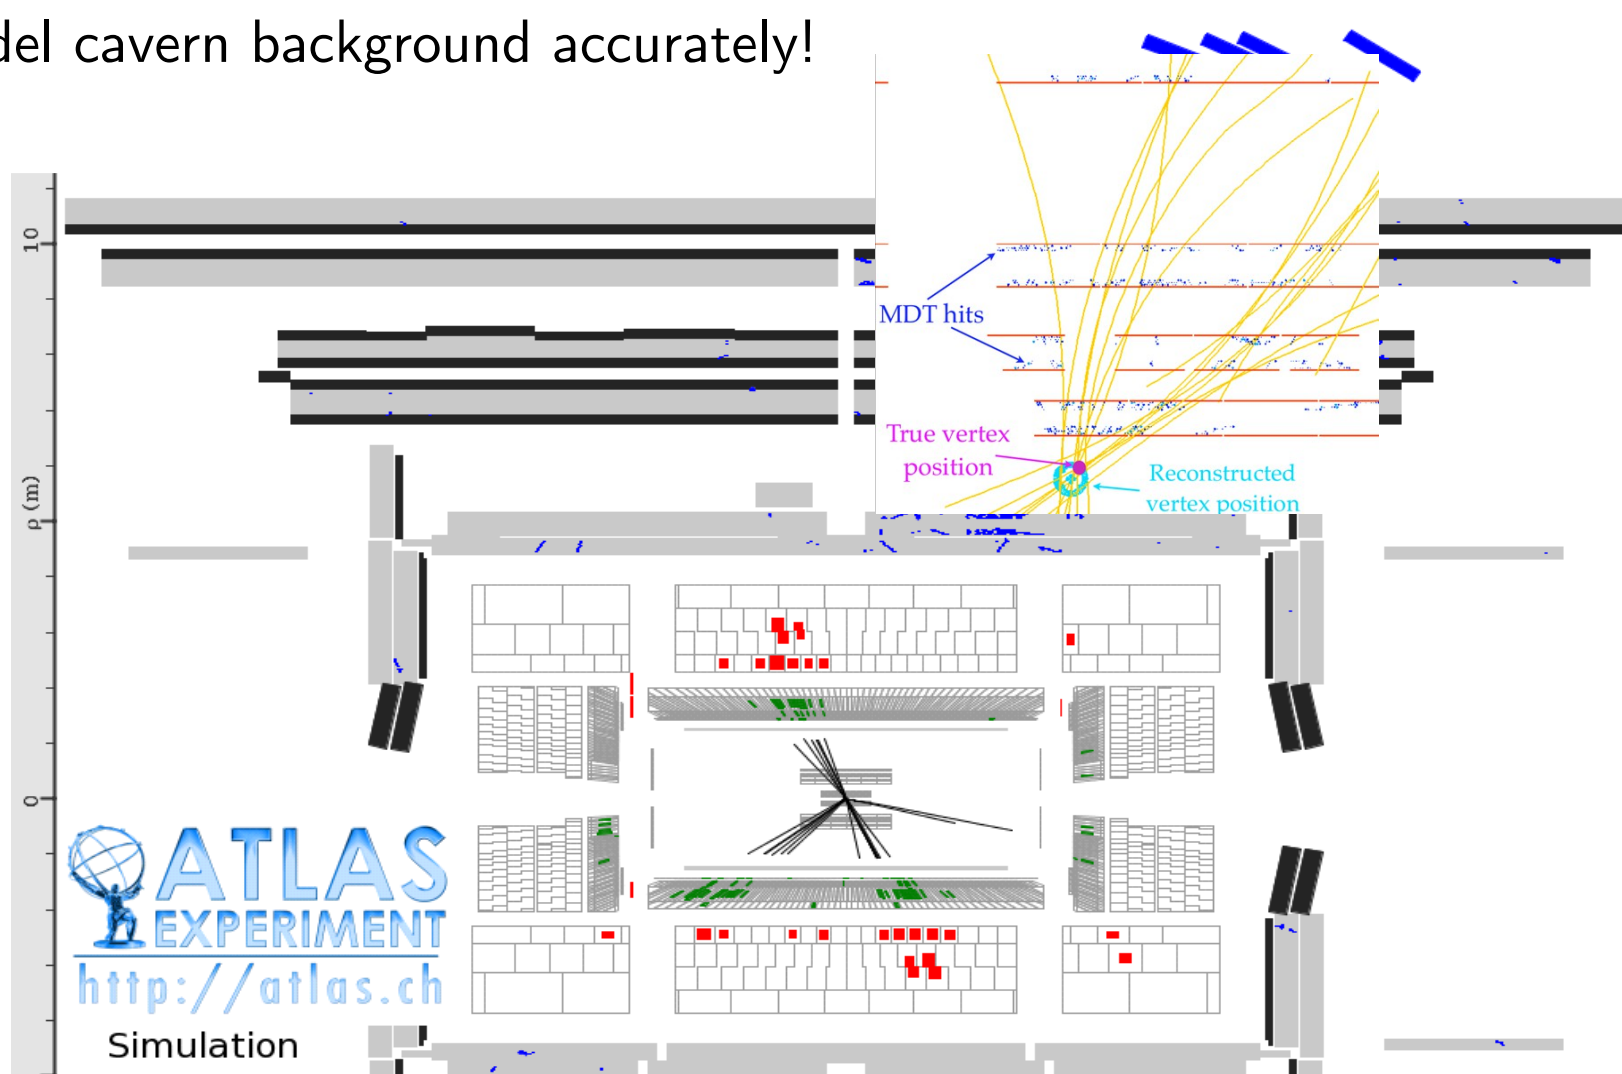 del cavern background accurately!
10
MDT hits
True vertex
position
Reconstructed
vertex position
ρ (m)
0
ATLAS
EXPERIMENT
http://atlas.ch
Simulation